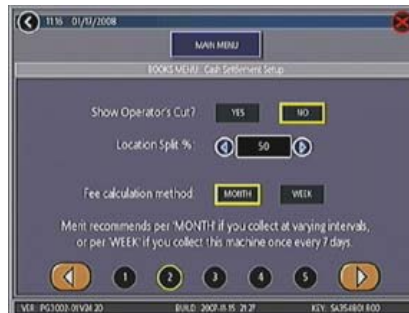 11:16 01/17/2008
MAIN MENU
BOOKS MENU: Cash Settlement Setup
Show Operator's Cut? YES NO
Location Split %: 50
Fee calculation method: MONTH WEEK
Merit recommends per 'MONTH' if you collect at varying intervals,
or per 'WEEK' if you collect this machine once every 7 days.
1 2 3 4 5
VER: BUILD: 2007-11-15 21:27 KEY: